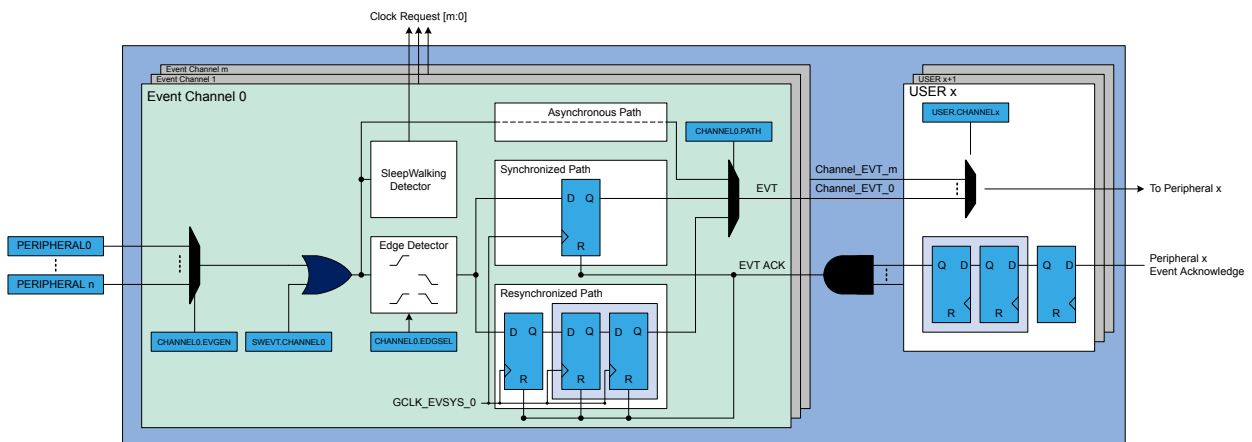 Clock Request [m:0]
Event Channel m
Event Channel 1
Event Channel 0
USER x+1
USER x
Asynchronous Path
CHANNEL0.PATH
USER.CHANNELx
SleepWalking
Detector
Synchronized Path
Channel_EVT_m
D Q
EVT
Channel_EVT_0
To Peripheral x
R
PERIPHERAL0
Edge Detector
EVT ACK
Q D
Q D
Q D
Peripheral x
Event Acknowledge
PERIPHERAL n
Resynchronized Path
R
R
R
D Q
D Q
D Q
CHANNEL0.EVGEN
SWEVT.CHANNEL0
CHANNEL0.EDGSEL
R
R
R
GCLK_EVSYS_0